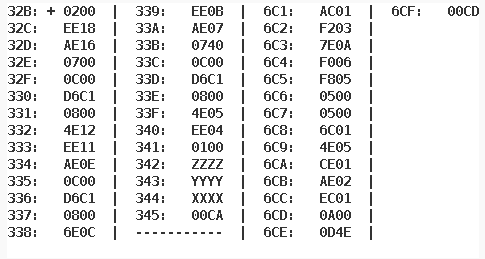 32B: + 0200 | 339: EE0B | 6C1: AC01 | 6CF: 00CD
32C: EE18 | 33A: AE07 | 6C2: F203 |
32D: AE16 | 33B: 0740 | 6C3: 7E0A |
32E: 0700 | 33C: 0C00 | 6C4: F006 |
32F: 0C00 | 33D: D6C1 | 6C5: F805 |
330: D6C1 | 33E: 0800 | 6C6: 0500 |
331: 0800 | 33F: 4E05 | 6C7: 0500 |
332: 4E12 | 340: EE04 | 6C8: 6C01 |
333: EE11 | 341: 0100 | 6C9: 4E05 |
334: AE0E | 342: ZZZZ | 6CA: CE01 |
335: 0C00 | 343: YYYY | 6CB: AE02 |
336: D6C1 | 344: XXXX | 6CC: EC01 |
337: 0800 | 345: 00CA | 6CD: 0A00 |
338: 6E0C | ----------- | 6CE: 0D4E |